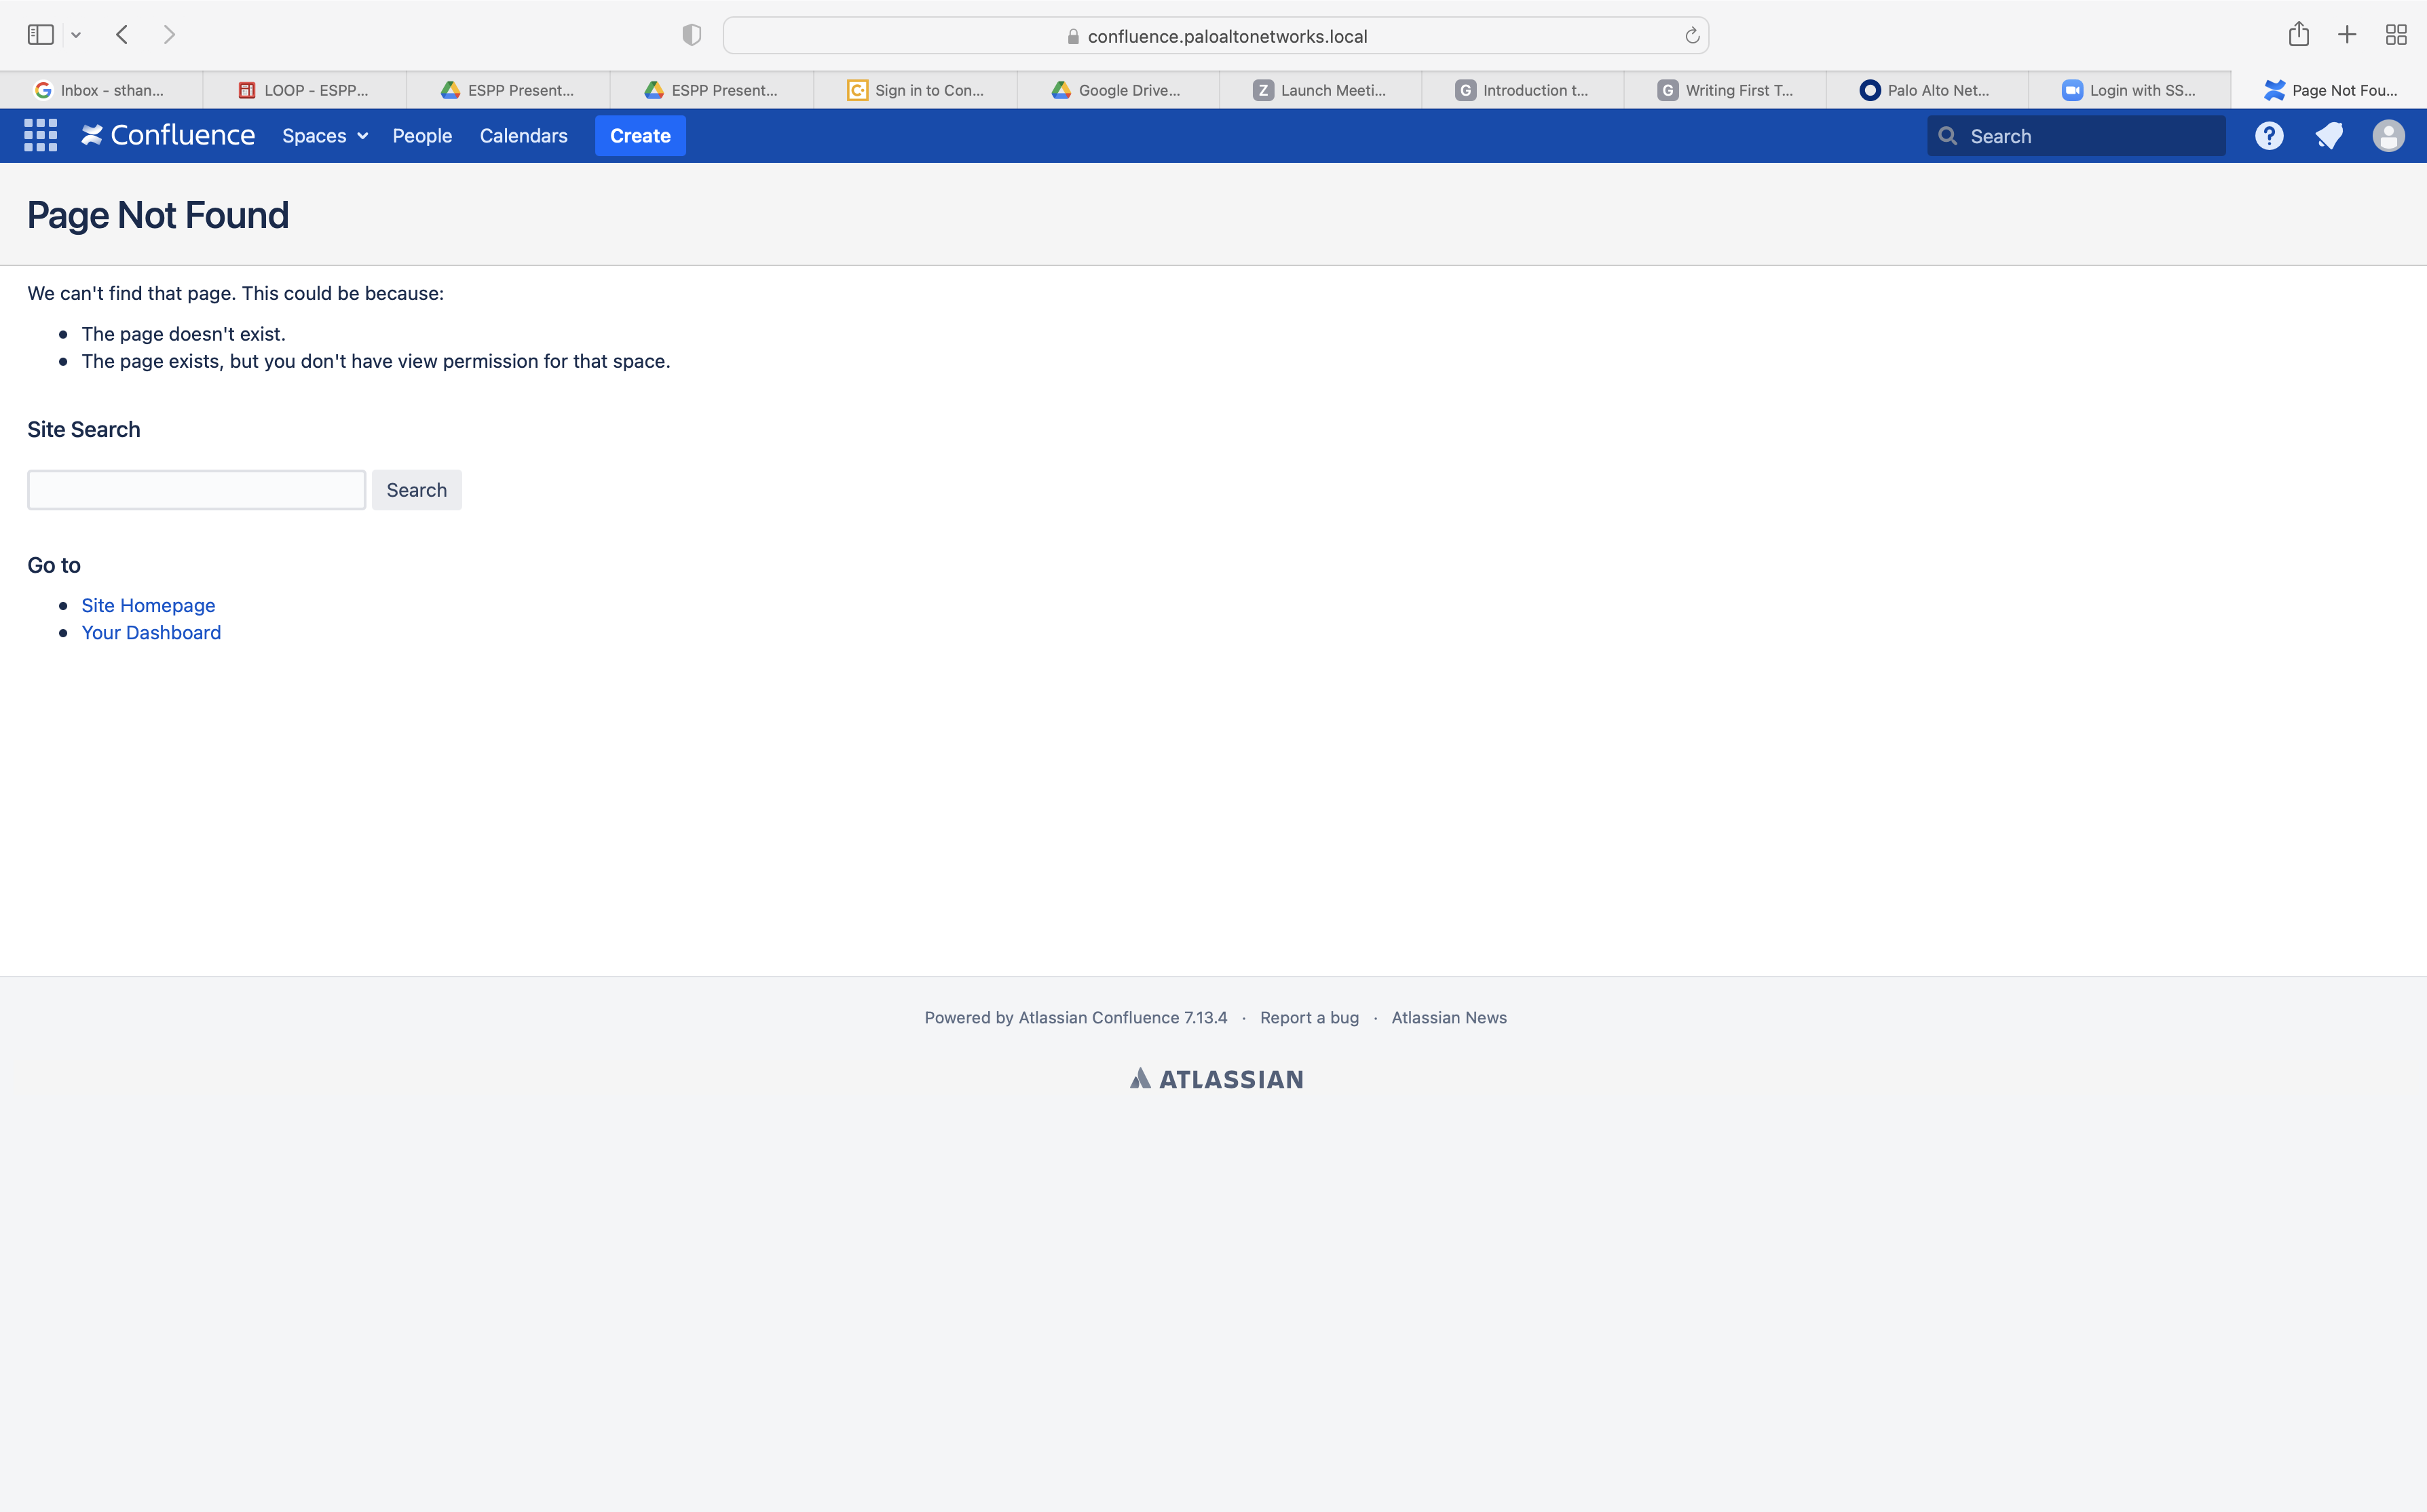 confluence.paloaltonetworks.local
Inbox - sthan...
LOOP - ESPP...
ESPP Present...
ESPP Present...
Sign in to Con...
Google Drive...
Z Launch Meeti...
G Introduction t...
G Writing First T...
Palo Alto Net...
Login with SS...
Page Not Fou...
Confluence Spaces People Calendars Create Search
Page Not Found
We can't find that page. This could be because:
The page doesn't exist.
The page exists, but you don't have view permission for that space.
Site Search
Search
Go to
Site Homepage
Your Dashboard
Powered by Atlassian Confluence 7.13.4 · Report a bug · Atlassian News
ATLASSIAN